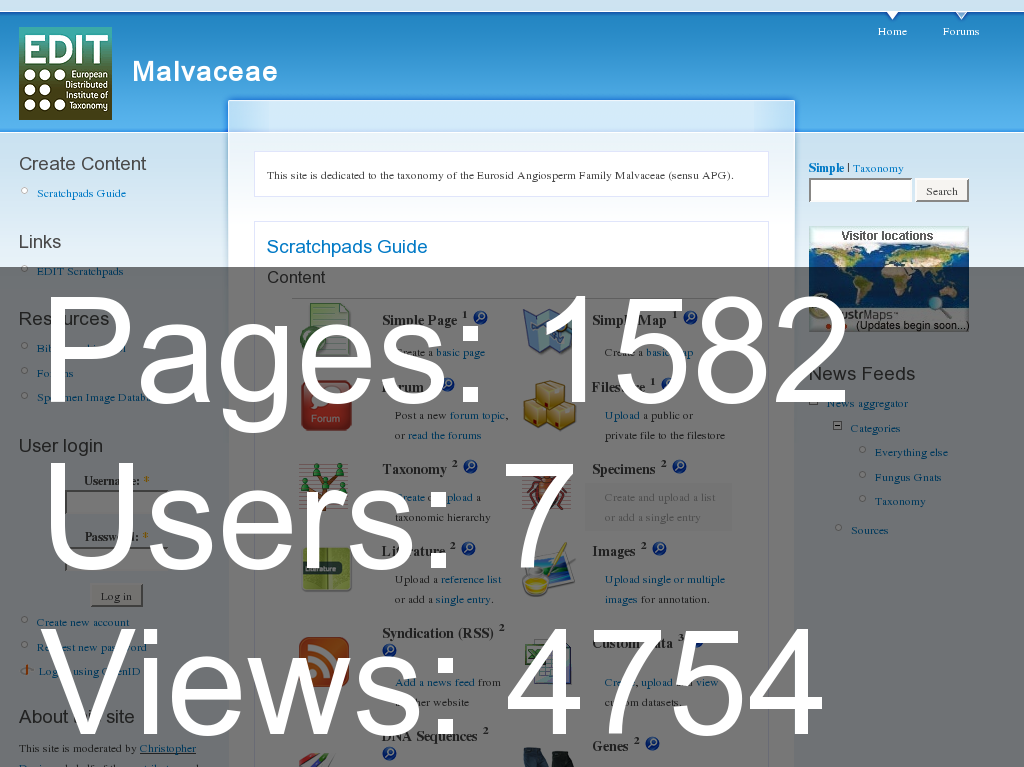 Home
Forums
EDIT
European
Distributed
Institute of
Taxonomy
Malvaceae
Create Content
Scratchpads Guide
Links
EDIT Scratchpads
Resources
Specimen Image
User login
Username: *
Password: *
Log in
Create new account
Request new password
Log in using OpenID
About this site
This site is moderated by Christopher
This site is dedicated to the taxonomy of the Eurosid Angiosperm Family Malvaceae (sensu APG).
Scratchpads Guide
Content
Simple Page 1
Create a basic page
Simple Map 1
Create a basic map
Forum
Forum
Post a new forum topic,
or read the forums
Filestore 1
Upload a public or
private file to the filestore
Taxonomy 2
Create or upload a
taxonomic hierarchy
Specimens 2
Create and upload a list
or add a single entry
Literature
Literature 2
Upload a reference list
or add a single entry.
Images 2
Upload single or multiple
images for annotation.
Syndication (RSS) 2
Add a news feed from
another website
Custom Data 3
Create, upload and view
custom datasets.
DNA Sequences 2
Genes 2
Simple | Taxonomy
Search
Visitor locations
ClustrMaps™
(Updates begin soon...)
News Feeds
News aggregator
Categories
Everything else
Fungus Gnats
Taxonomy
Sources
Pages: 1582
Users: 7
Views: 4754